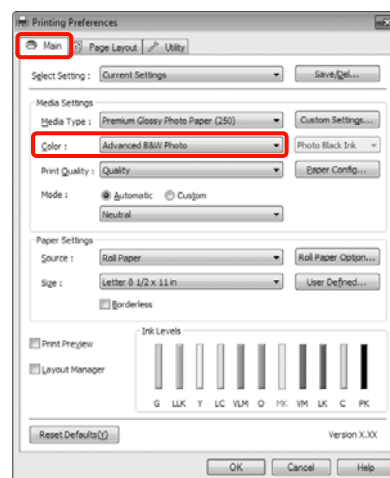 Printing Preferences
Main Page Layout Utility
Select Setting : Current Settings Save/Del...
Media Settings
Media Type : Premium Glossy Photo Paper (250) Custom Settings...
Color : Advanced B&W Photo Photo Black Ink
Print Quality : Quality Paper Config...
Mode : Automatic Custom
Neutral
Paper Settings
Source : Roll Paper Roll Paper Option...
Size : Letter 8 1/2 x 11 in User Defined...
Borderless
Ink Levels
Print Preview
Layout Manager
G LLK Y LC VLM O MK VM LK C PK
Reset Defaults(Y) Version X.XX
OK Cancel Help